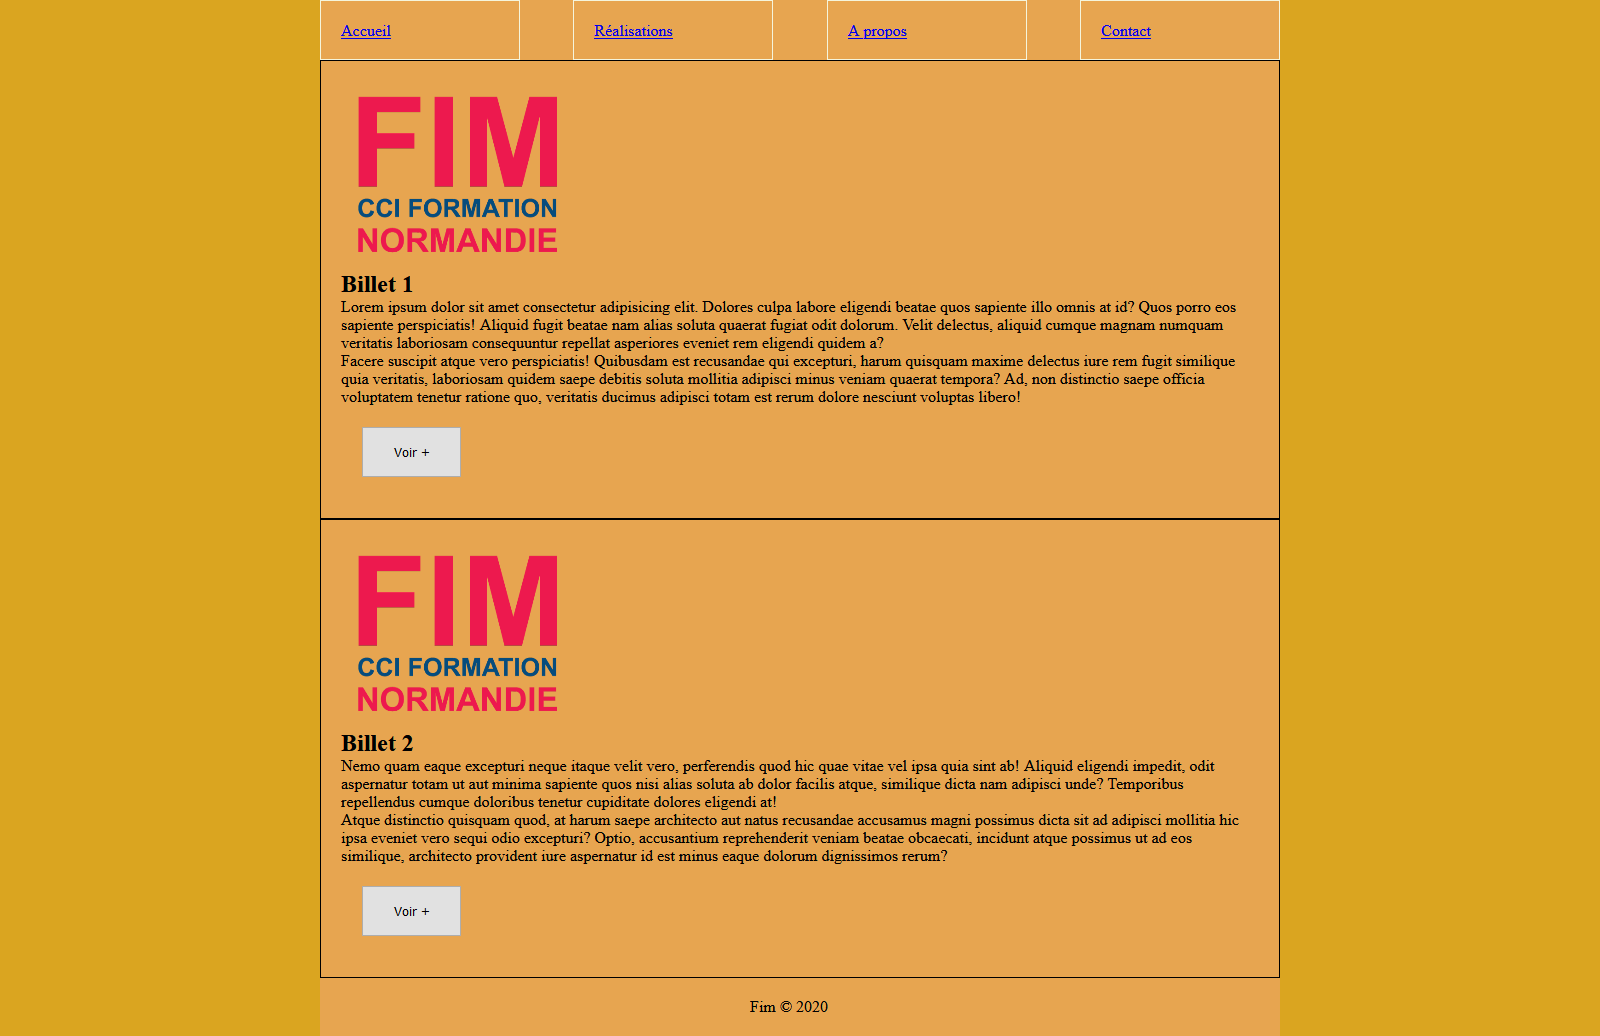 Accueil
Réalisations
A propos
Contact
FIM
CCI FORMATION
NORMANDIE
Billet 1
Lorem ipsum dolor sit amet consectetur adipisicing elit. Dolores culpa labore eligendi beatae quos sapiente illo omnis at id? Quos porro eos
sapiente perspiciatis! Aliquid fugit beatae nam alias soluta quaerat fugiat odit dolorum. Velit delectus, aliquid cumque magnam numquam
veritatis laboriosam consequuntur repellat asperiores eveniet rem eligendi quidem a?
Facere suscipit atque vero perspiciatis! Quibusdam est recusandae qui excepturi, harum quisquam maxime delectus iure rem fugit similique
quia veritatis, laboriosam quidem saepe debitis soluta mollitia adipisci minus veniam quaerat tempora? Ad, non distinctio saepe officia
voluptatem tenetur ratione quo, veritatis ducimus adipisci totam est rerum dolore nesciunt voluptas libero!
Voir +
FIM
CCI FORMATION
NORMANDIE
Billet 2
Nemo quam eaque excepturi neque itaque velit vero, perferendis quod hic quae vitae vel ipsa quia sint ab! Aliquid eligendi impedit, odit
aspernatur totam ut aut minima sapiente quos nisi alias soluta ab dolor facilis atque, similique dicta nam adipisci unde? Temporibus
repellendus cumque doloribus tenetur cupiditate dolores eligendi at!
Atque distinctio quisquam quod, at harum saepe architecto aut natus recusandae accusamus magni possimus dicta sit ad adipisci mollitia hic
ipsa eveniet vero sequi odio excepturi? Optio, accusantium reprehenderit veniam beatae obcaecati, incidunt atque possimus ut ad eos
similique, architecto provident iure aspernatur id est minus eaque dolorum dignissimos rerum?
Voir +
Fim © 2020